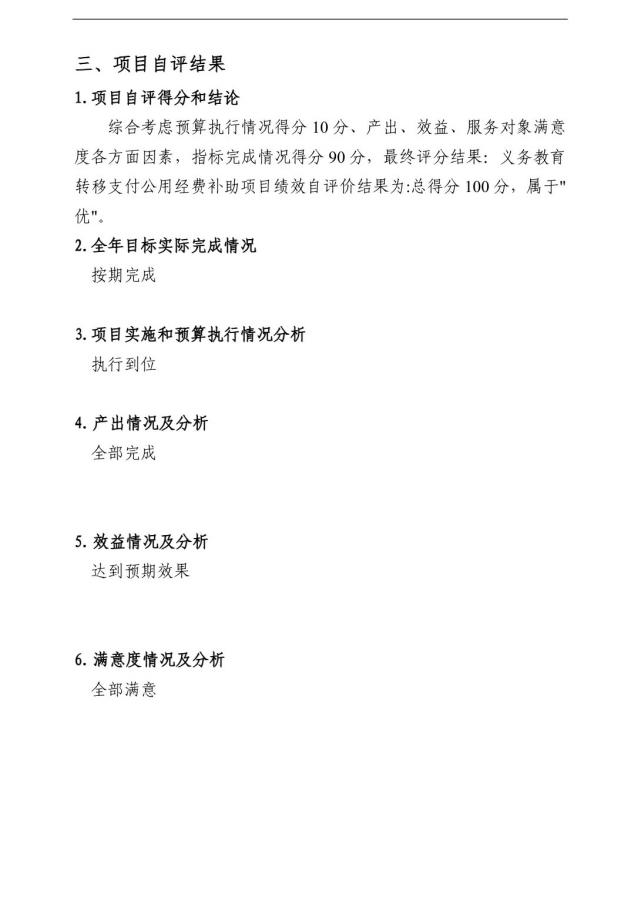 三、项目自评结果
1. 项目自评得分和结论
综合考虑预算执行情况得分 10 分、产出、效益、服务对象满意
度各方面因素，指标完成情况得分 90 分，最终评分结果：义务教育
转移支付公用经费补助项目绩效自评价结果为:总得分 100 分，属于"
优"。
2. 全年目标实际完成情况
按期完成
3. 项目实施和预算执行情况分析
执行到位
4. 产出情况及分析
全部完成
5. 效益情况及分析
达到预期效果
6. 满意度情况及分析
全部满意